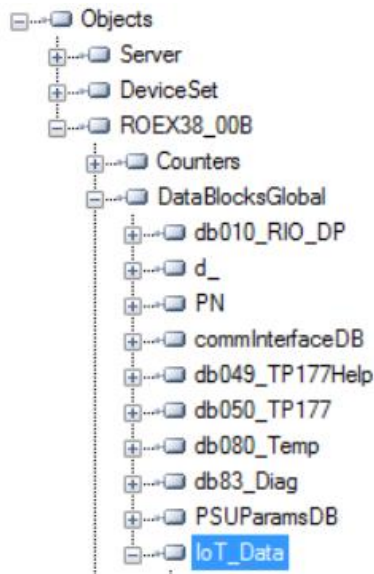 Objects
Server
DeviceSet
ROEX38_00B
Counters
DataBlocksGlobal
db010_RIO_DP
d_
PN
commInterfaceDB
db049_TP177Help
db050_TP177
db080_Temp
db83_Diag
PSUParamsDB
IoT_Data